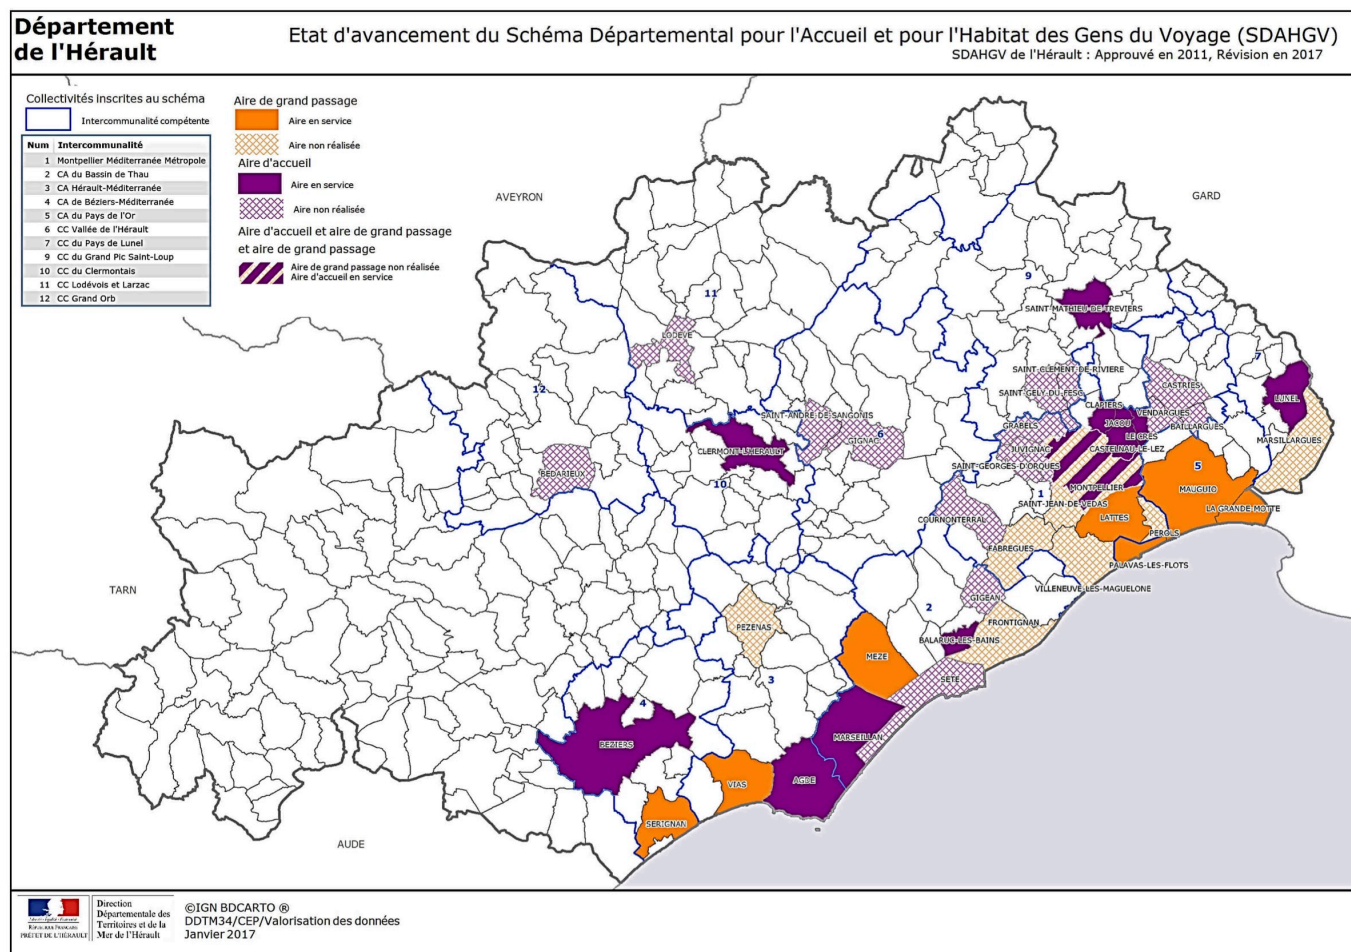 Département
de l'Hérault
Etat d'avancement du Schéma Départemental pour l'Accueil et pour l'Habitat des Gens du Voyage (SDAHGV)
SDAHGV de l'Hérault : Approuvé en 2011, Révision en 2017
Collectivités inscrites au schéma
Intercommunalité compétente
Num Intercommunalité
1 Montpellier Méditerranée Métropole
2 CA du Bassin de Thau
3 CA Hérault-Méditerranée
4 CA de Béziers-Méditerranée
5 CA du Pays de l'Or
6 CC Vallée de l'Hérault
7 CC du Pays de Lunel
9 CC du Grand Pic Saint-Loup
10 CC du Clermontais
11 CC Lodévois et Larzac
12 CC Grand Orb
Aire de grand passage
Aire en service
Aire non réalisée
Aire d'accueil
Aire en service
Aire non réalisée
Aire d'accueil et aire de grand passage
et aire de grand passage
Aire de grand passage non réalisée
Aire d'accueil en service
AVEYRON
GARD
9
11
SAINT-MATHIEU-DE-TREVIERS
LODEVE
7
SAINT-CLEMENT-DE-RIVIERE
12
CASTRIES
SAINT-GELY-DU-FESC
LUNEL
CLAPIERS
SAINT-ANDRE-DE-SANGONIS
VENDARGUES
JACOU
GRABELS
BAILLARGUES
6
GIGNAC
LE CRES
MARSILLARGUES
CLERMONT-L'HERAULT
JUVIGNAC
CASTELNAU-LE-LEZ
SAINT-GEORGES-D'ORQUES
5
BEDARIEUX
10
MONTPELLIER
MAUGUIO
1
SAINT-JEAN-DE-VEDAS
LA GRANDE MOTTE
COURNONTERRAL
LATTES
PEROLS
FABREGUES
PALAVAS-LES-FLOTS
TARN
VILLENEUVE-LES-MAGUELONE
GIGEAN
2
FRONTIGNAN
PEZENAS
BALARUC-LES-BAINS
MEZE
3
SETE
4
MARSEILLAN
BEZIERS
AGDE
VIAS
SERIGNAN
AUDE
RÉPUBLIQUE FRANÇAISE
PRÉFET DE L'HÉRAULT
Direction
Départementale des
Territoires et de la
Mer de l'Hérault
©IGN BDCARTO ®
DDTM34/CEP/Valorisation des données
Janvier 2017